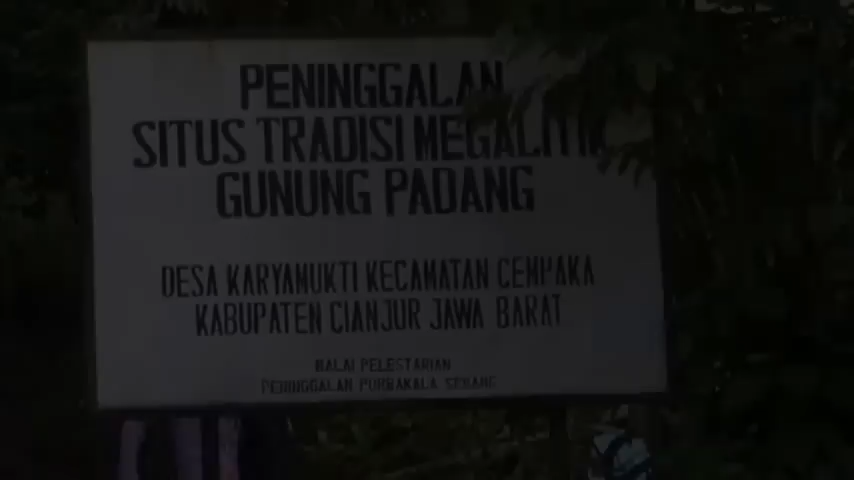 PENINGGALAN
SITUS TRADISI MEGALITIK
GUNUNG PADANG
DESA KARYAMUKTI KECAMATAN CEMPAKA
KABUPATEN CIANJUR JAWA BARAT
BALAI PELESTARIAN
PENINGGALAN PURBAKALA SERANG